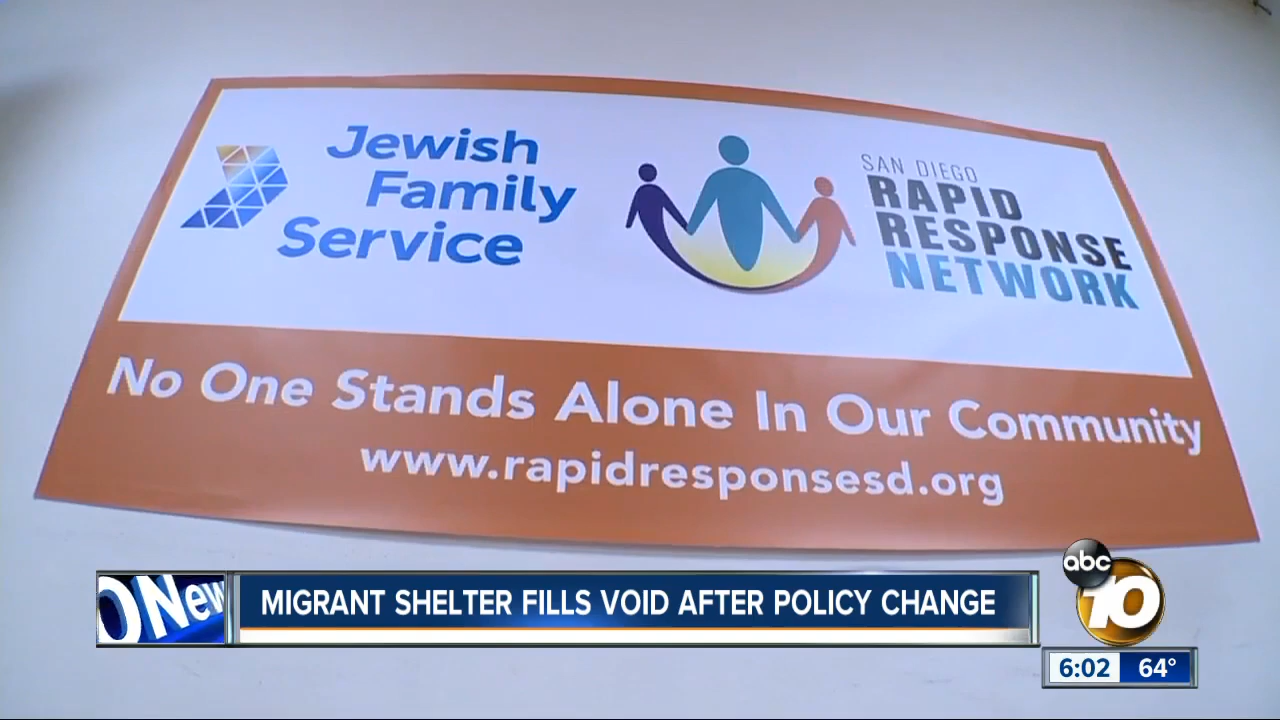 Jewish
Family
Service
SAN DIEGO
RAPID
RESPONSE
NETWORK
No One Stands Alone In Our Community
www.rapidresponsesd.org
MIGRANT SHELTER FILLS VOID AFTER POLICY CHANGE
abc
10
6:02 64°